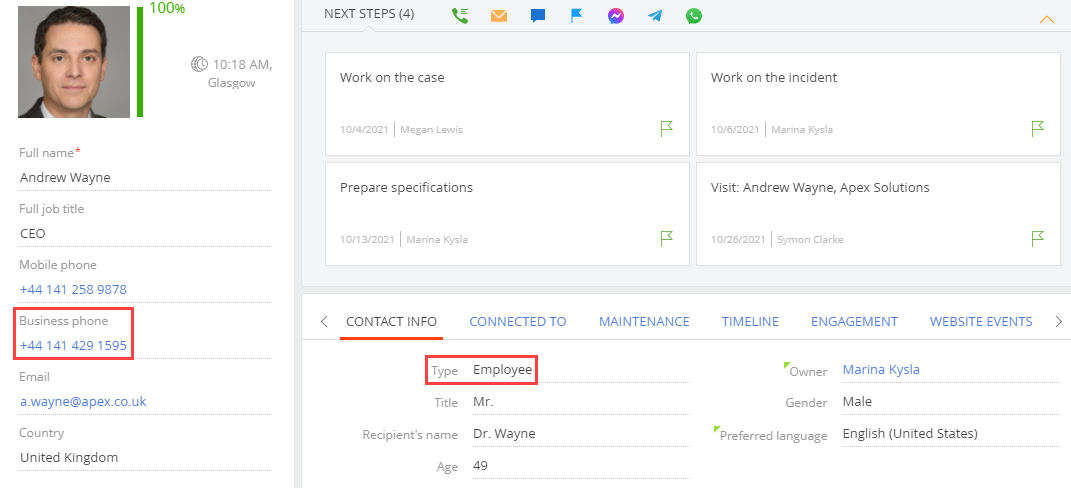 100%
10:18 AM,
Glasgow
Full name*
Andrew Wayne
Full job title
CEO
Mobile phone
+44 141 258 9878
Business phone
+44 141 429 1595
Email
a.wayne@apex.co.uk
Country
United Kingdom
NEXT STEPS (4)
Work on the case
10/4/2021 Megan Lewis
Work on the incident
10/6/2021 Marina Kysla
Prepare specifications
10/13/2021 Marina Kysla
Visit: Andrew Wayne, Apex Solutions
10/26/2021 Symon Clarke
CONTACT INFO CONNECTED TO MAINTENANCE TIMELINE ENGAGEMENT WEBSITE EVENTS
Type Employee
Title Mr.
Recipient's name Dr. Wayne
Age 49
Owner Marina Kysla
Gender Male
Preferred language English (United States)